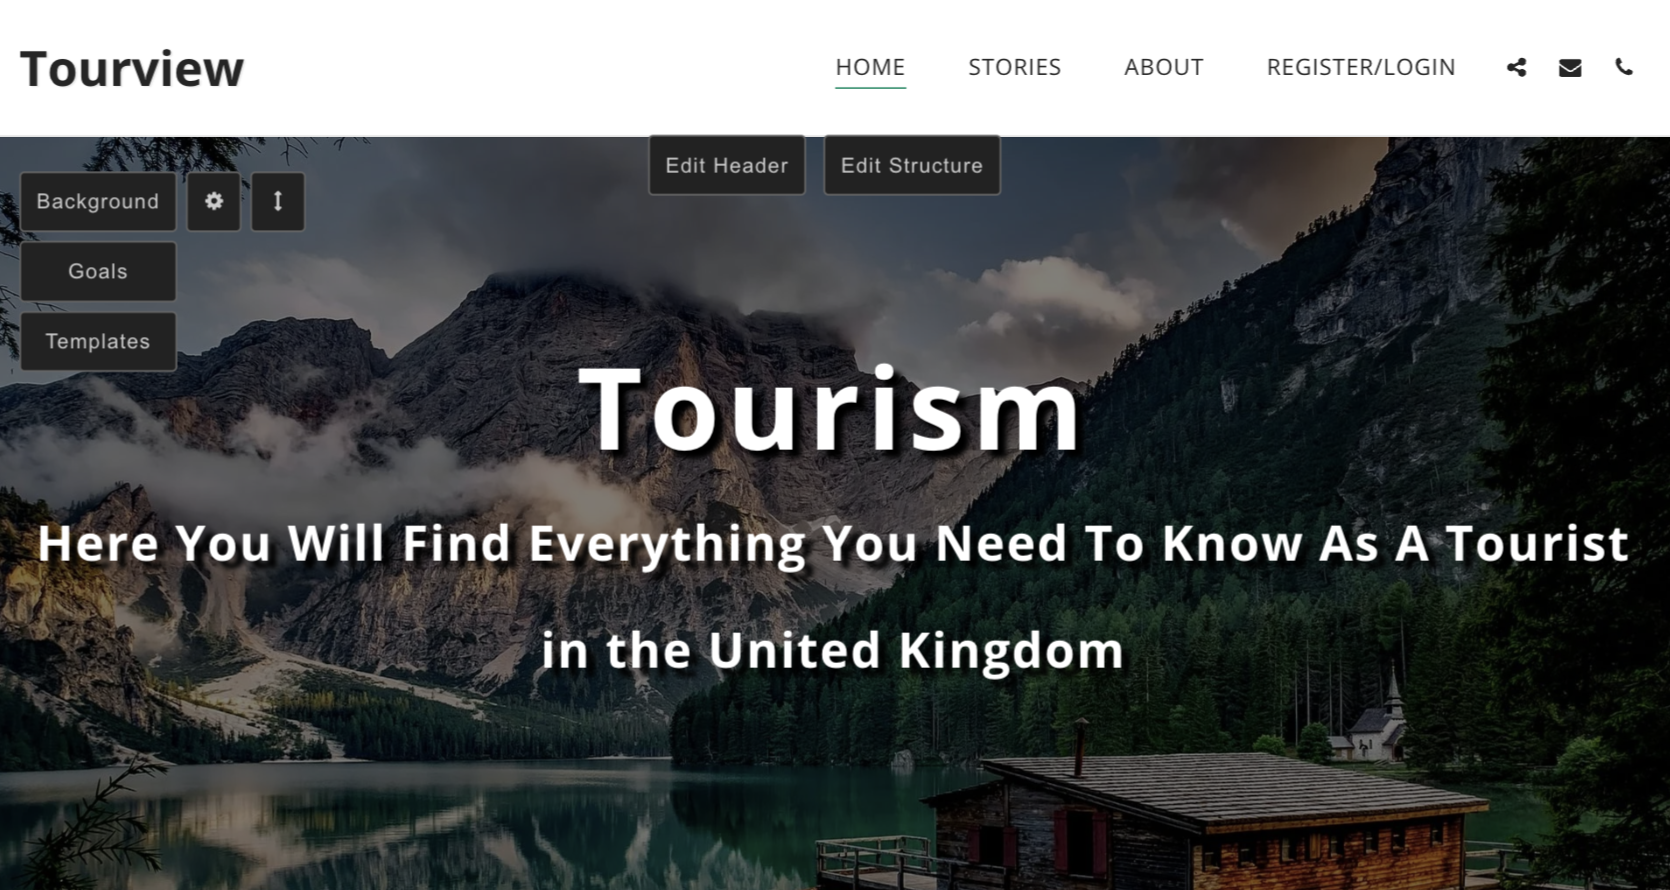 Tourview
HOME STORIES ABOUT REGISTER/LOGIN
Edit Header Edit Structure
Background
Goals
Templates
Tourism
Here You Will Find Everything You Need To Know As A Tourist
in the United Kingdom